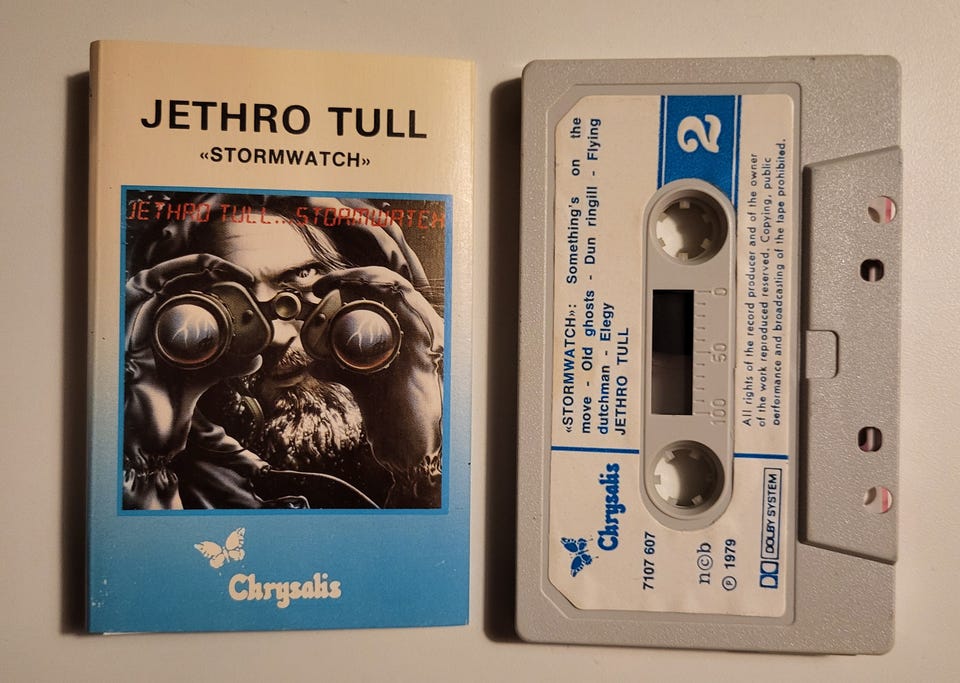 JETHRO TULL
«STORMWATCH»
JETHRO TULL... STORMWATCH
Chrysalis
2
«STORMWATCH»: Something's on the
move - Old ghosts - Dun ringill - Flying
dutchman - Elegy
JETHRO TULL
All rights of the record producer and of the owner
of the work reproduced reserved. Copying, public
performance and broadcasting of the tape prohibited.
0
50
100
Chrysalis
7107 607
n©b
℗ 1979
DOLBY SYSTEM